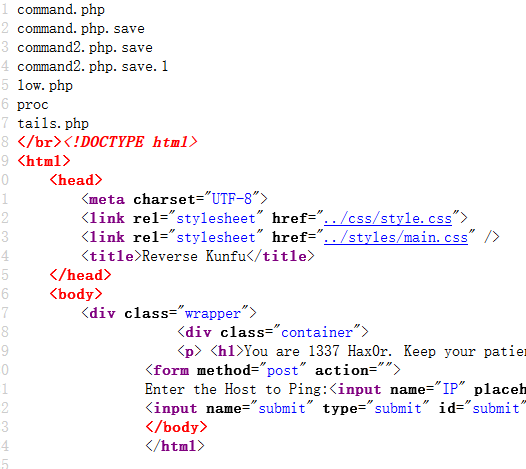 1 command.php
2 command.php.save
3 command2.php.save
4 command2.php.save.1
5 low.php
6 proc
7 tails.php
8 </br><!DOCTYPE html>
9 <html>
0 <head>
1 <meta charset="UTF-8">
2 <link rel="stylesheet" href="../css/style.css">
3 <link rel="stylesheet" href="../styles/main.css" />
4 <title>Reverse Kunfu</title>
5 </head>
6 <body>
7 <div class="wrapper">
8 <div class="container">
9 <p> <h1>You are 1337 Hax0r. Keep your patien
0 <form method="post" action="">
1 Enter the Host to Ping:<input name="IP" placeh
2 <input name="submit" type="submit" id="submit"
3 </body>
4 </html>
5